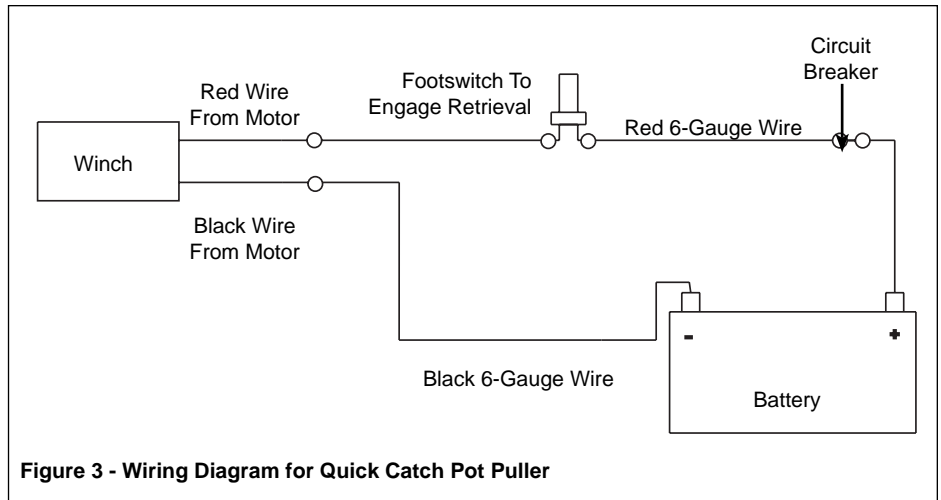 Circuit
Breaker
Footswitch To
Engage Retrieval
Red Wire
From Motor
Red 6-Gauge Wire
Winch
Black Wire
From Motor
- +
Black 6-Gauge Wire
Battery
Figure 3 - Wiring Diagram for Quick Catch Pot Puller